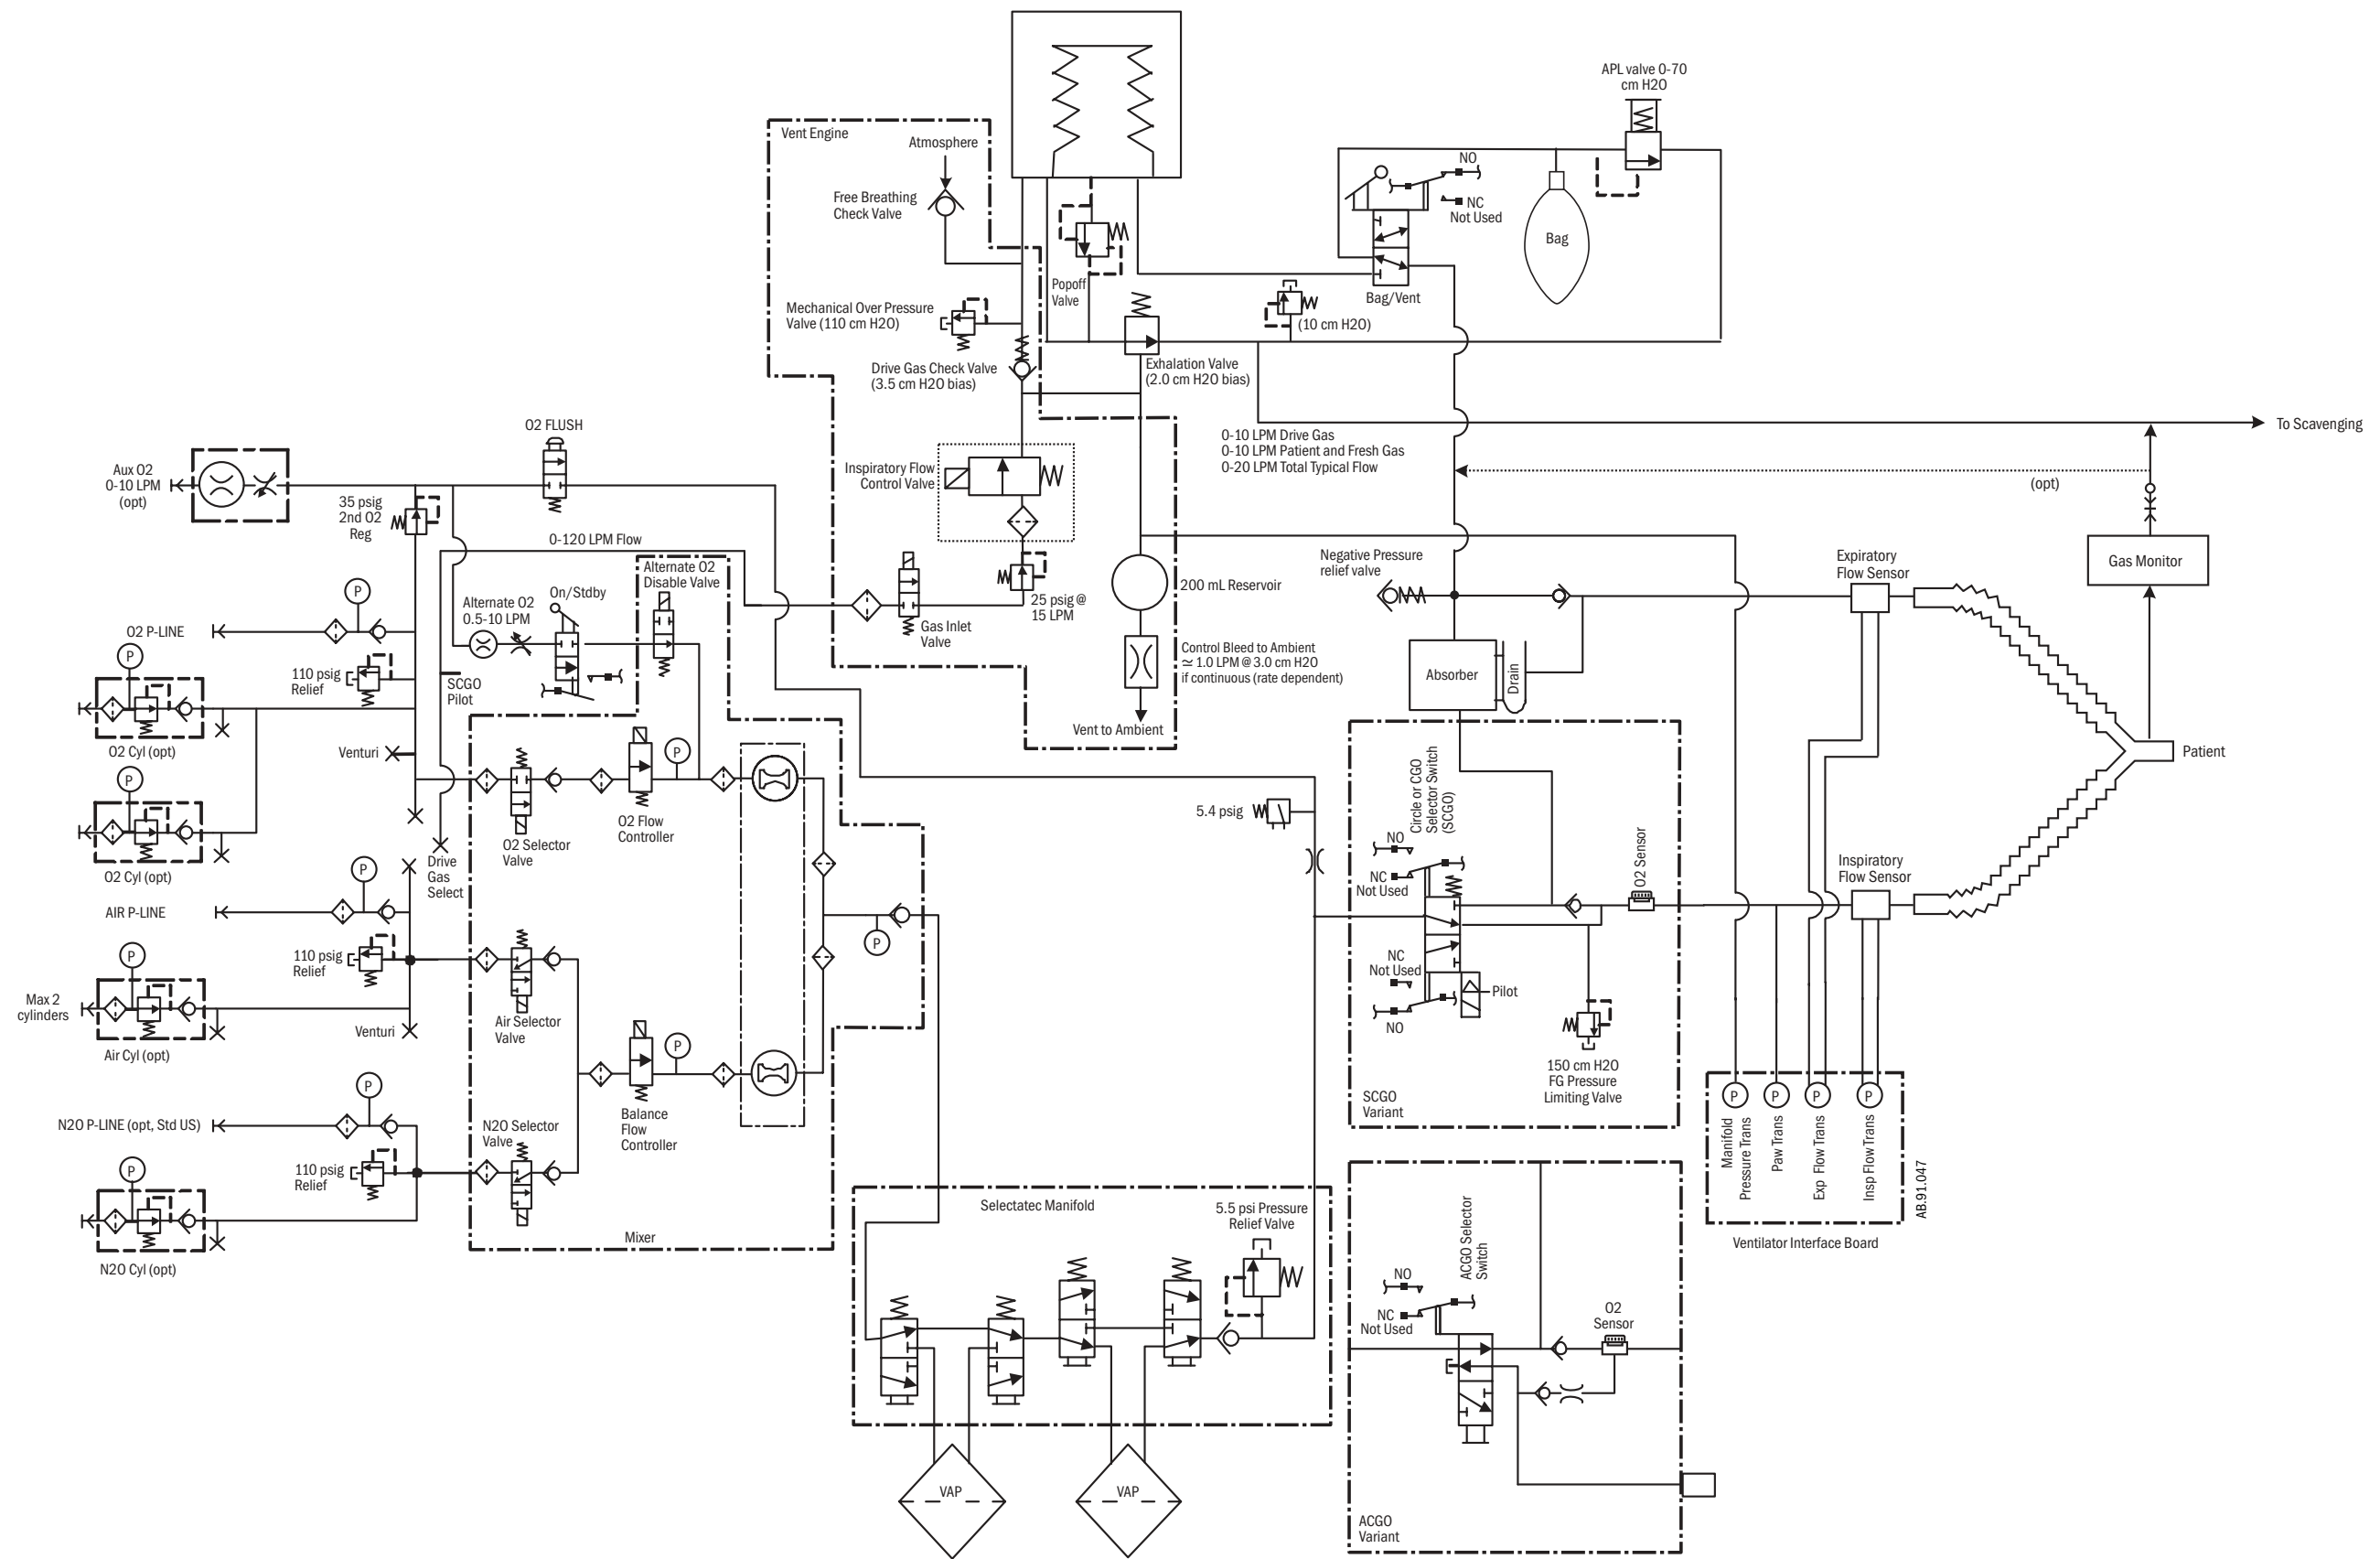 APL valve 0-70
cm H2O
Vent Engine
Atmosphere
Free Breathing
Check Valve
NO
NC
Not Used
Bag
Popoff
Valve
Bag/Vent
Mechanical Over Pressure
Valve (110 cm H2O)
(10 cm H2O)
Drive Gas Check Valve
(3.5 cm H2O bias)
Exhalation Valve
(2.0 cm H2O bias)
To Scavenging
O2 FLUSH
0-10 LPM Drive Gas
0-10 LPM Patient and Fresh Gas
0-20 LPM Total Typical Flow
(opt)
Aux O2
0-10 LPM
(opt)
35 psig
2nd O2
Reg
Inspiratory Flow
Control Valve
0-120 LPM Flow
Alternate O2
Disable Valve
Negative Pressure
relief valve
Expiratory
Flow Sensor
Gas Monitor
P
Alternate O2
0.5-10 LPM
On/Stdby
25 psig @
15 LPM
200 mL Reservoir
Gas Inlet
Valve
O2 P-LINE
P
110 psig
Relief
SCGO
Pilot
Control Bleed to Ambient
≃ 1.0 LPM @ 3.0 cm H2O
if continuous (rate dependent)
Absorber
Drain
Vent to Ambient
O2 Cyl (opt)
Venturi
P
Patient
P
O2 Flow
Controller
O2 Selector
Valve
5.4 psig
Circle or CGO
Selector Switch
(SCGO)
NO
NC
Not Used
O2 Sensor
Inspiratory
Flow Sensor
O2 Cyl (opt)
Drive
Gas
Select
P
AIR P-LINE
P
P
110 psig
Relief
NC
Not Used
Pilot
NO
Max 2
cylinders
Air Selector
Valve
Venturi
Air Cyl (opt)
P
150 cm H2O
FG Pressure
Limiting Valve
SCGO
Variant
P
P
P
P
Manifold
Pressure Trans
Paw Trans
Exp Flow Trans
Insp Flow Trans
AB.91.047
Ventilator Interface Board
P
N2O P-LINE (opt, Std US)
N2O Selector
Valve
Balance
Flow
Controller
P
110 psig
Relief
N2O Cyl (opt)
Mixer
Selectatec Manifold
5.5 psi Pressure
Relief Valve
ACGO Selector
Switch
NO
NC
Not Used
O2
Sensor
VAP
VAP
ACGO
Variant